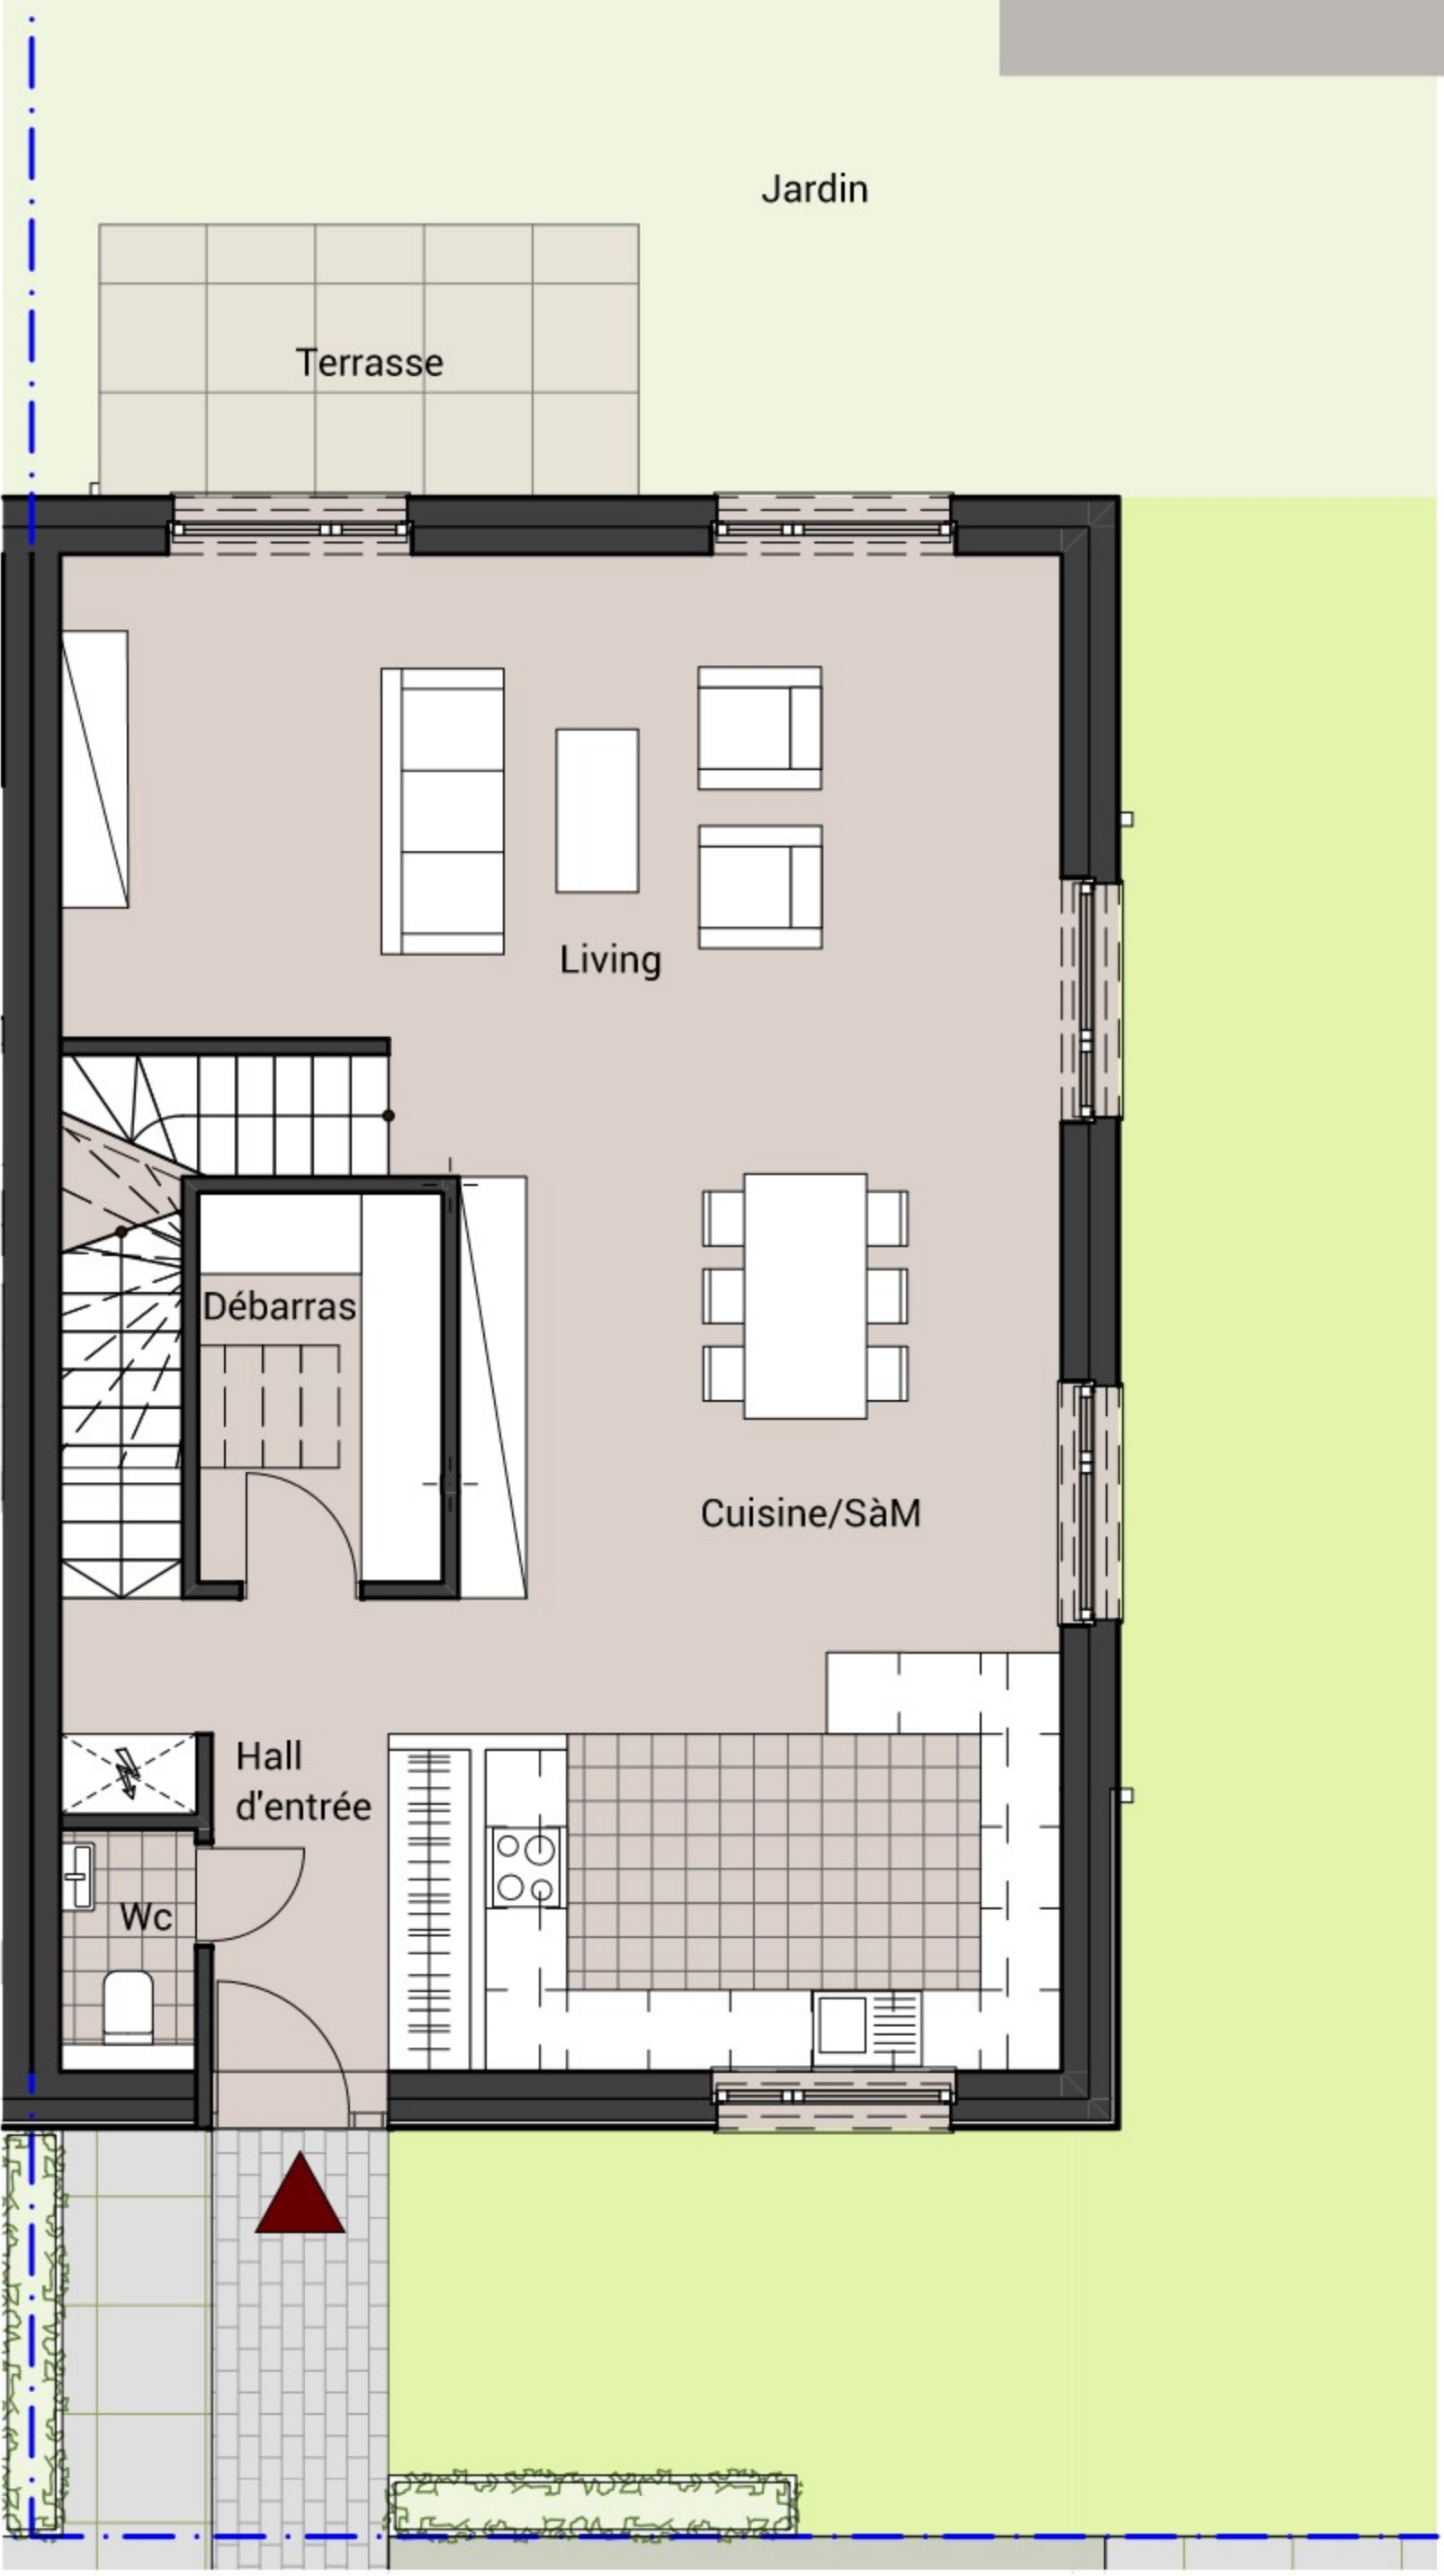 Jardin
Terrasse
Living
Débarras
Cuisine/SàM
Hall
d'entrée
Wc